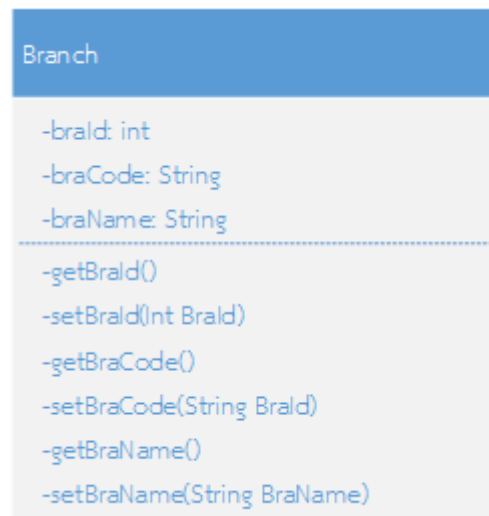 Branch
-braId: int
-braCode: String
-braName: String
-getBraId()
-setBraId(Int BraId)
-getBraCode()
-setBraCode(String BraId)
-getBraName()
-setBraName(String BraName)